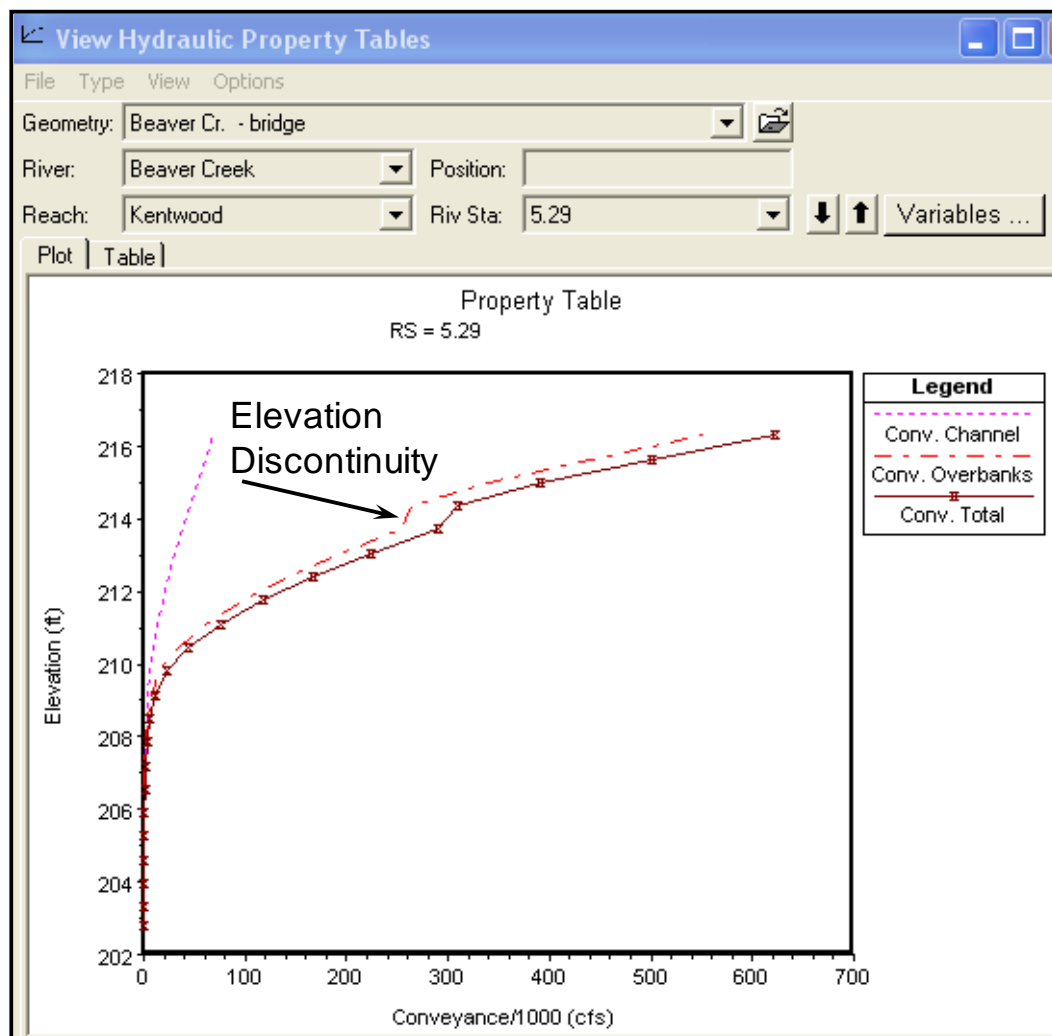 View Hydraulic Property Tables
File Type View Options
Geometry: Beaver Cr. - bridge
River: Beaver Creek Position:
Reach: Kentwood Riv Sta: 5.29 Variables ...
Plot Table
Property Table
RS = 5.29
218
216
214
212
210
208
206
204
202
Elevation (ft)
Elevation
Discontinuity
0 100 200 300 400 500 600 700
Conveyance/1000 (cfs)
Legend
Conv. Channel
Conv. Overbanks
Conv. Total